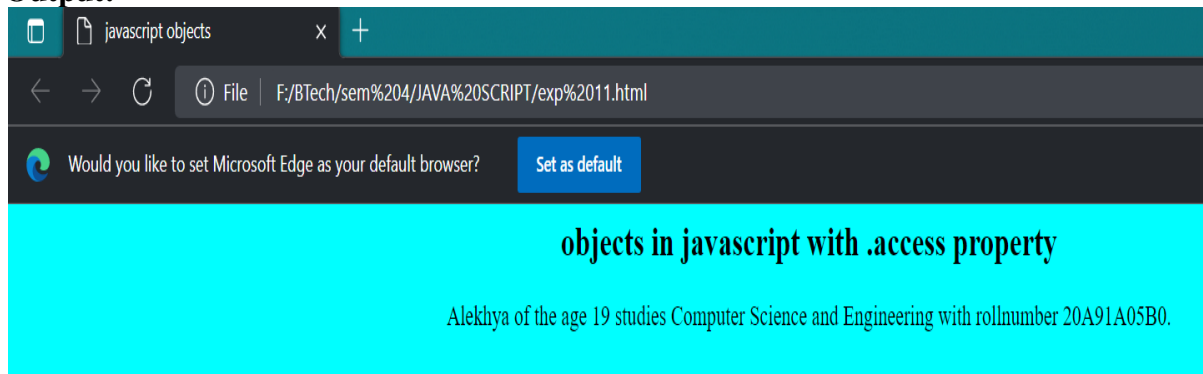 Output:
javascript objects
File F:/BTech/sem%204/JAVA%20SCRIPT/exp%2011.html
Would you like to set Microsoft Edge as your default browser? Set as default
objects in javascript with .access property
Alekhya of the age 19 studies Computer Science and Engineering with rollnumber 20A91A05B0.